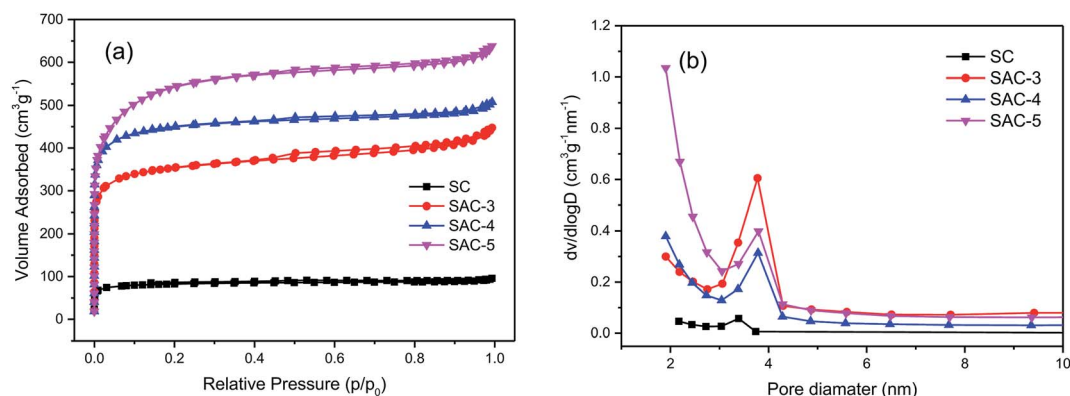 (a)
Volume Adsorbed (cm³g⁻¹)
700
600
500
400
300
200
100
0
SC
SAC-3
SAC-4
SAC-5
0.0 0.2 0.4 0.6 0.8 1.0
Relative Pressure (p/p₀)
(b)
dv/dlogD (cm³g⁻¹nm⁻¹)
1.2
1.0
0.8
0.6
0.4
0.2
0.0
SC
SAC-3
SAC-4
SAC-5
2 4 6 8 10
Pore diamater (nm)